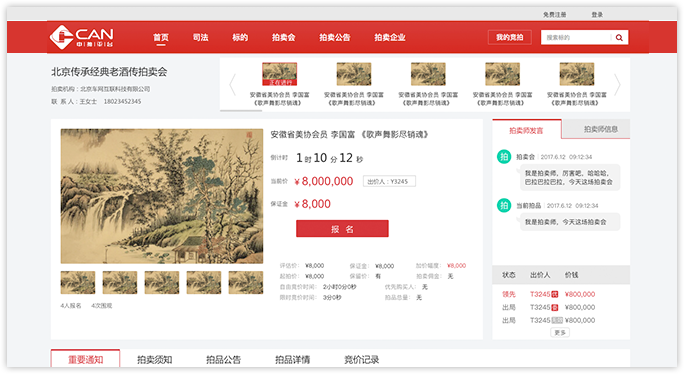 免费注册 登录
CAN
中拍平台
首页 司法 标的 拍卖会 拍卖公告 拍卖企业 我的竞拍 搜索标的
北京传承经典老酒传拍卖会
拍卖机构：北京车网互联科技有限公司
联 系 人：王女士 18023452345
正在进行
安徽省美协会员 李国富 安徽省美协会员 李国富 安徽省美协会员 李国富 安徽省美协会员 李国富 安徽省美协会员 李国富
《歌声舞影尽销魂》 《歌声舞影尽销魂》 《歌声舞影尽销魂》 《歌声舞影尽销魂》 《歌声舞影尽销魂》
安徽省美协会员 李国富 《歌声舞影尽销魂》
倒计时 1 时 10 分 12 秒
当前价 ¥ 8,000,000 出价人：Y3245
保证金 ¥ 8,000
报 名
评估价： ¥8,000 保证金： ¥8,000 加价幅度： ¥8,000
起拍价： ¥8,000 保留价： 有 拍卖佣金： 无
自由竞价时间： 2小时0分0秒 优先购买人： 无
限时竞价时间： 3分0秒 拍品总量： 无
4人报名 4次围观
拍卖师发言 拍卖师信息
拍 拍卖会 2017.6.12 09:12:34
我是拍卖师，厉害吧，哈哈哈，
巴拉巴拉巴拉，今天这场拍卖会
拍 当前拍品 2017.6.12 09:12:34
我是拍卖师，今天这场拍卖会
状态 出价人 价钱
领先 T3245 ¥800,000
出局 T3245 ¥800,000
出局 T3245 ¥800,000
更多
重要通知 拍卖须知 拍品公告 拍品详情 竞价记录